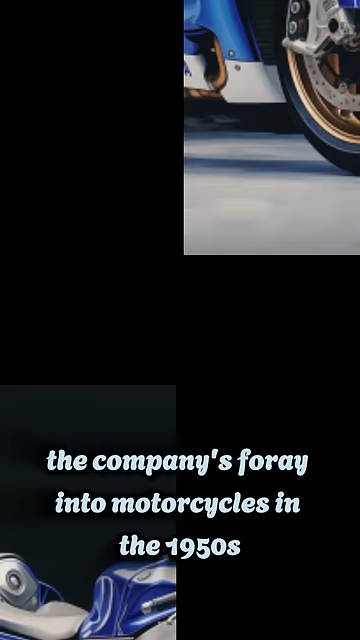 the company's foray
into motorcycles in
the 1950s